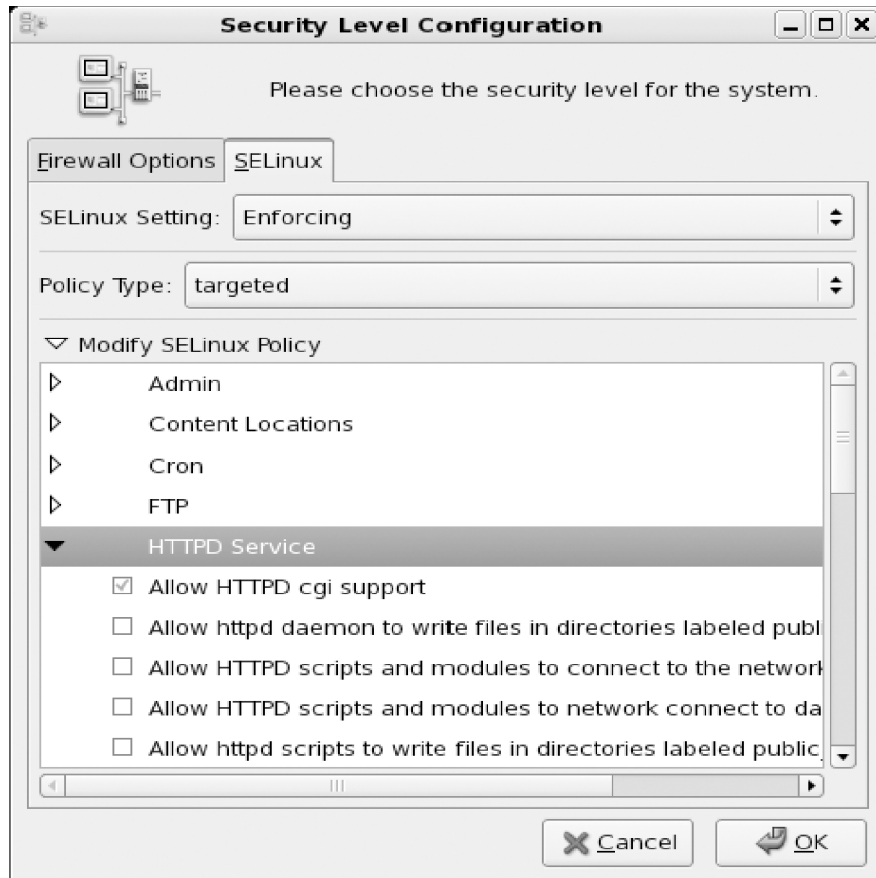 Security Level Configuration
Please choose the security level for the system.
Firewall Options SELinux
SELinux Setting: Enforcing
Policy Type: targeted
Modify SELinux Policy
Admin
Content Locations
Cron
FTP
HTTPD Service
Allow HTTPD cgi support
Allow httpd daemon to write files in directories labeled publi
Allow HTTPD scripts and modules to connect to the network
Allow HTTPD scripts and modules to network connect to da
Allow httpd scripts to write files in directories labeled public_
Cancel OK